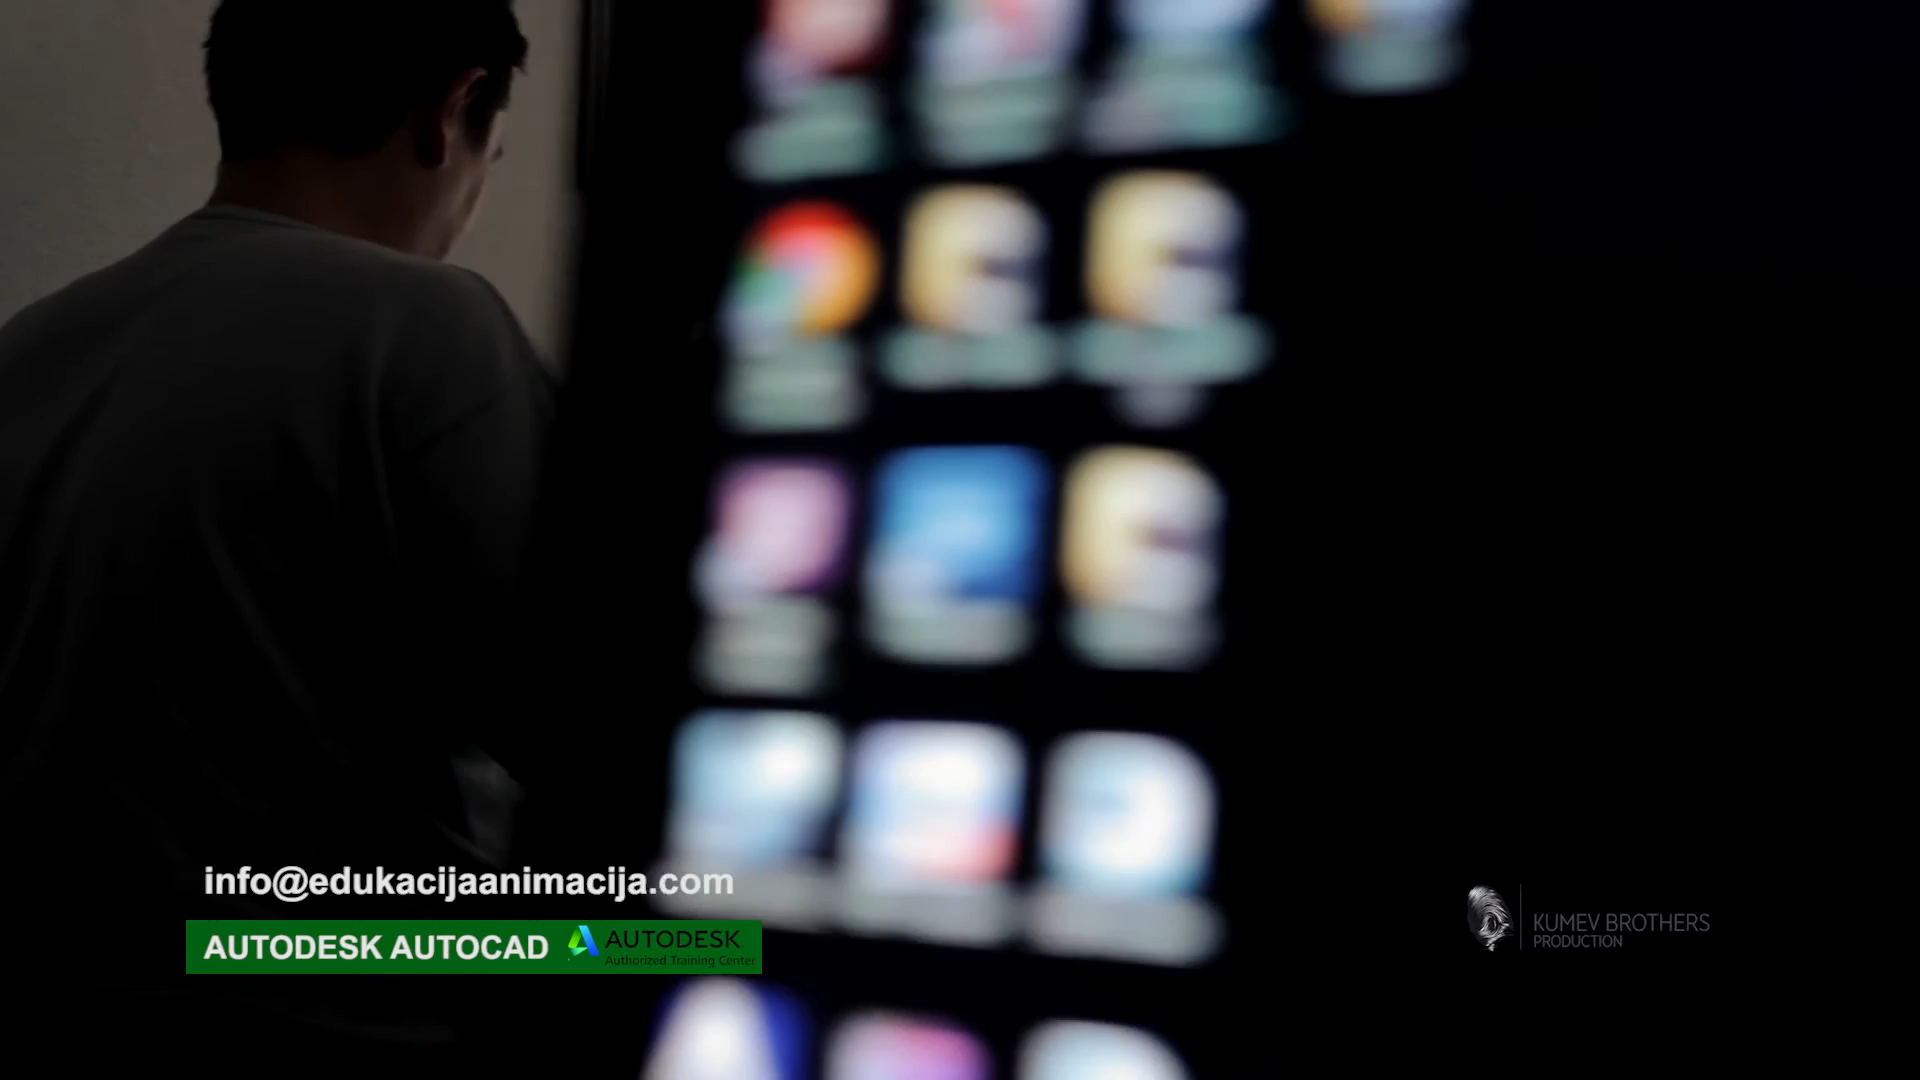 info@edukacijaanimacija.com
AUTODESK AUTOCAD
AUTODESK
Authorized Training Center
KUMEV BROTHERS
PRODUCTION